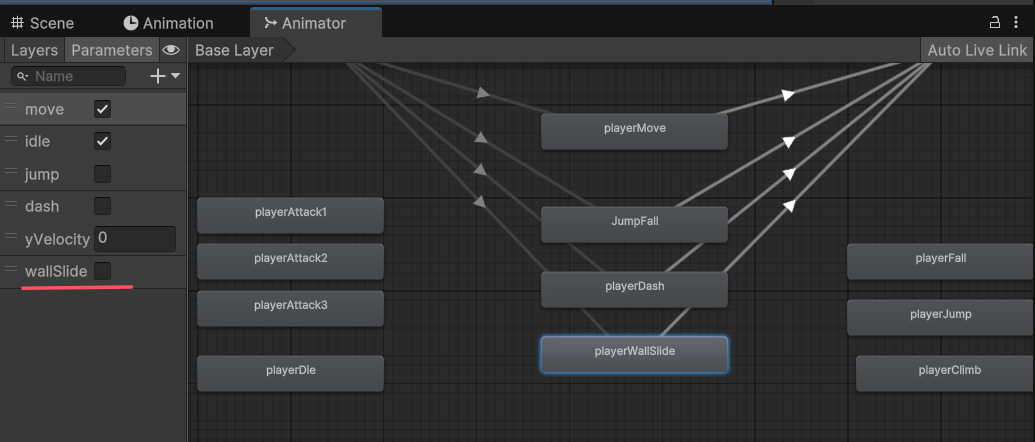 Scene Animation Animator
Layers Parameters Base Layer Auto Live Link
Name
move
idle
jump
dash
yVelocity 0
wallSlide
playerMove
playerAttack1
JumpFall
playerAttack2
playerFall
playerDash
playerAttack3
playerJump
playerWallSlide
playerDie
playerClimb